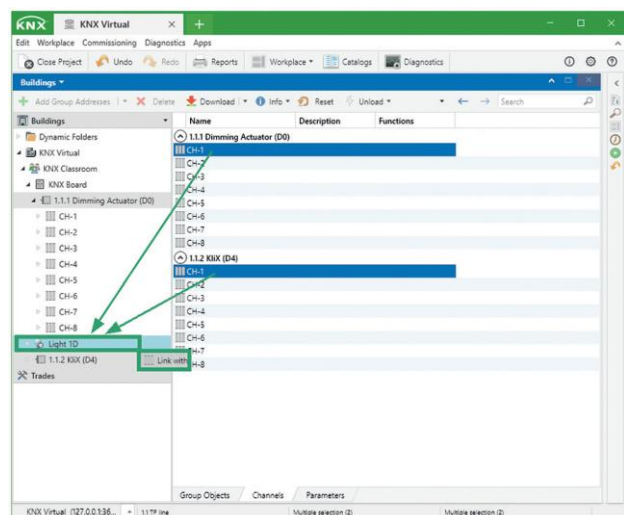 KNX KNX Virtual × +
Edit Workplace Commissioning Diagnostics Apps
Close Project Undo Redo Reports Workplace Catalogs Diagnostics
Buildings
Add Group Addresses Delete Download Info Reset Unload Search
Buildings
Name Description Functions
Dynamic Folders
KNX Virtual
KNX Classroom
KNX Board
1.1.1 Dimming Actuator (D0)
CH-1
CH-2
CH-3
CH-4
CH-5
CH-6
CH-7
CH-8
Light 1D
1.1.2 KliX (D4)
Trades
1.1.1 Dimming Actuator (D0)
CH-1
CH-2
CH-3
CH-4
CH-5
CH-6
CH-7
CH-8
1.1.2 KliX (D4)
CH-1
CH-2
CH-3
CH-4
CH-5
CH-6
H-7
H-8
Link with
Group Objects Channels Parameters
KNX Virtual (127.0.0.1:36... 1.1 TP line Multiple selection (2) Multiple selection (2)